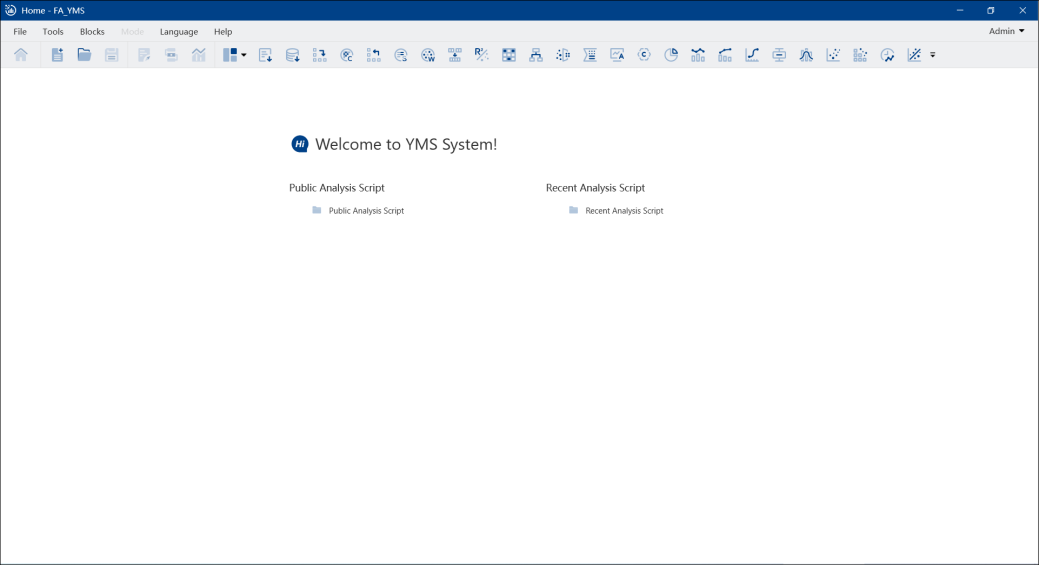 Home - FA_YMS
File Tools Blocks Mode Language Help Admin
Hi Welcome to YMS System!
Public Analysis Script Recent Analysis Script
Public Analysis Script Recent Analysis Script